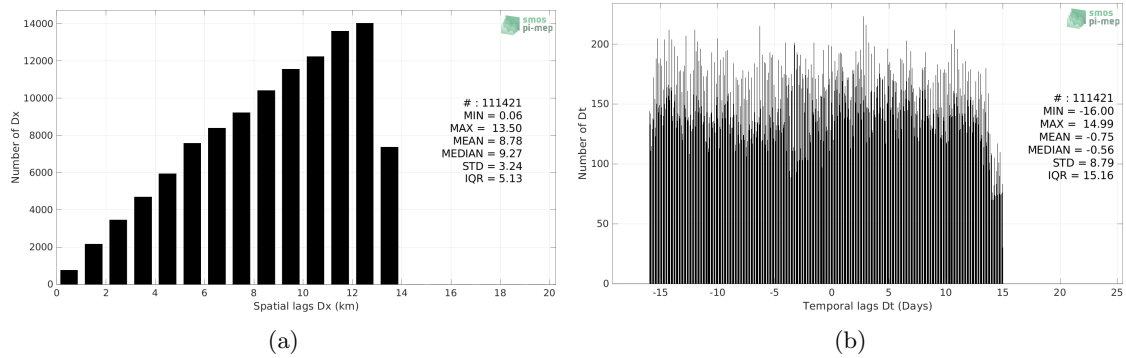 14000
12000
10000
8000
6000
4000
2000
0
Number of Dx
0 2 4 6 8 10 12 14 16 18 20
Spatial lags Dx (km)
smos
pi-mep
# : 111421
MIN = 0.06
MAX = 13.50
MEAN = 8.78
MEDIAN = 9.27
STD = 3.24
IQR = 5.13
(a)
200
150
100
50
0
Number of Dt
-15 -10 -5 0 5 10 15 20 25
Temporal lags Dt (Days)
smos
pi-mep
# : 111421
MIN = -16.00
MAX = 14.99
MEAN = -0.75
MEDIAN = -0.56
STD = 8.79
IQR = 15.16
(b)